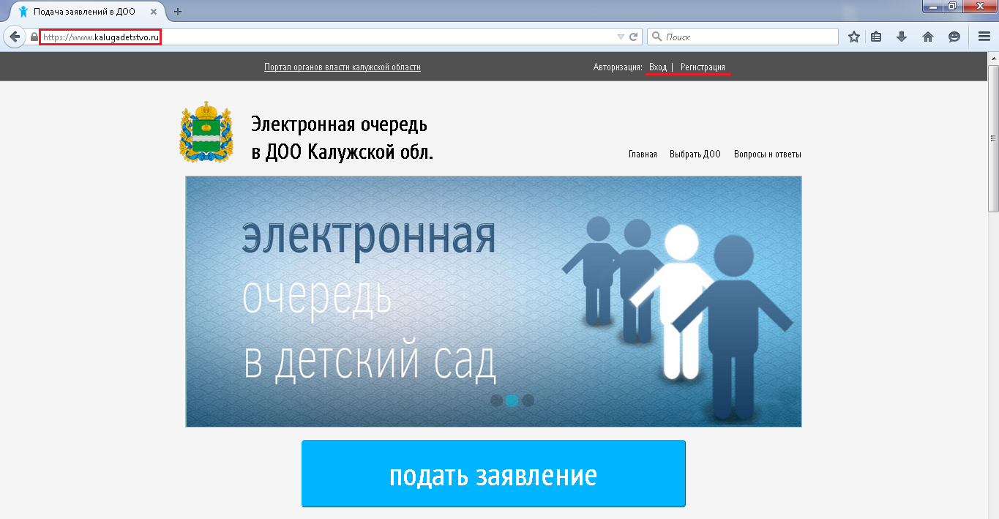 Подача заявлений в ДОО
https://www.kalugadetstvo.ru
Поиск
Портал органов власти калужской области
Авторизация: Вход | Регистрация
Электронная очередь
в ДОО Калужской обл.
Главная Выбрать ДОО Вопросы и ответы
электронная
очередь
в детский сад
подать заявление